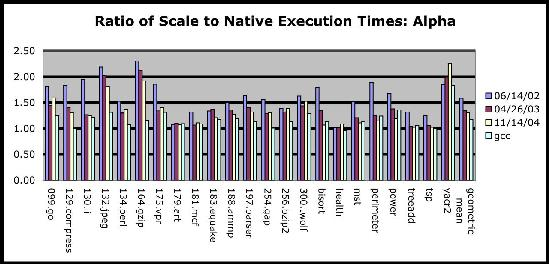 Ratio of Scale to Native Execution Times: Alpha
2.50
2.00
1.50
1.00
0.50
0.00
06/14/02
04/26/03
11/14/04
gcc
099.go
129.compress
130.li
132.jpeg
134.perl
164.gzip
175.vpr
179.art
181.mcf
183.equake
188.ammp
197.parser
254.gap
256.bzip2
300.twolf
bisort
health
mst
perimeter
power
treeadd
tsp
yacr2
geometric
mean